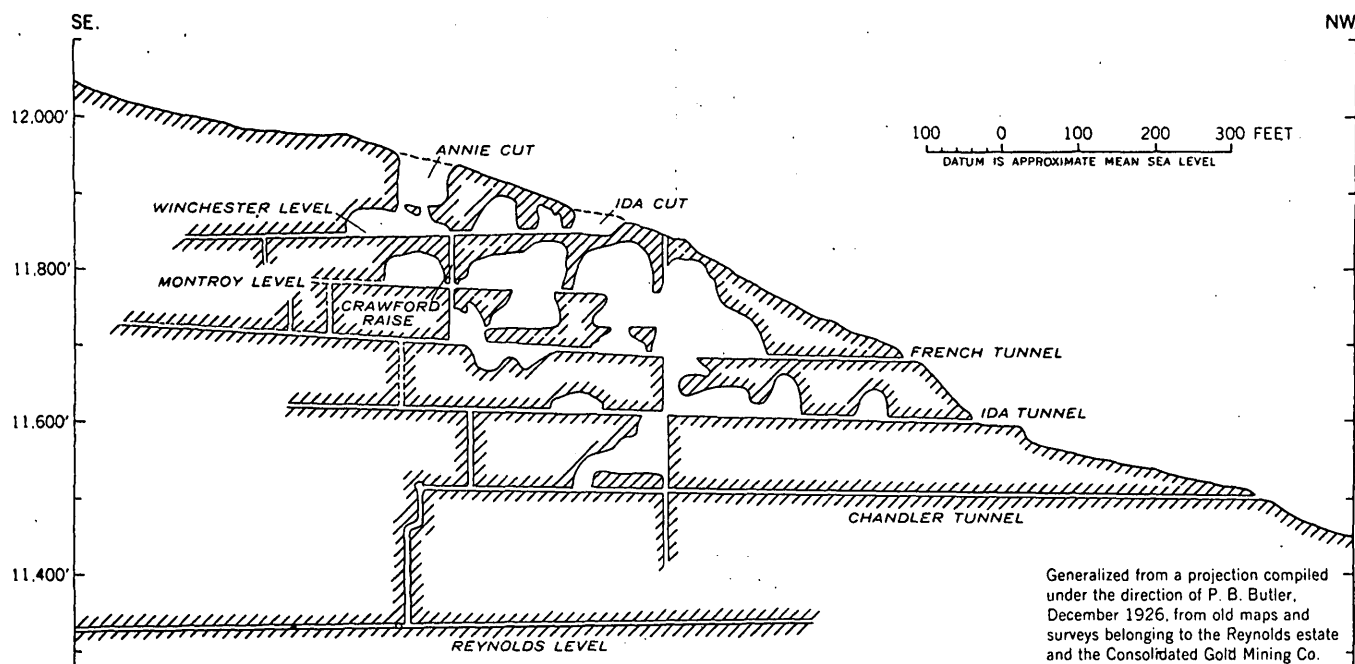 SE.
NW
12,000'
11,800'
11,600'
11,400'
100 0 100 200 300 FEET
DATUM IS APPROXIMATE MEAN SEA LEVEL
ANNIE CUT
WINCHESTER LEVEL
IDA CUT
MONTROY LEVEL
CRAWFORD
RAISE
FRENCH TUNNEL
IDA TUNNEL
CHANDLER TUNNEL
REYNOLDS LEVEL
Generalized from a projection compiled
under the direction of P. B. Butler,
December 1926, from old maps and
surveys belonging to the Reynolds estate
and the Consolidated Gold Mining Co.